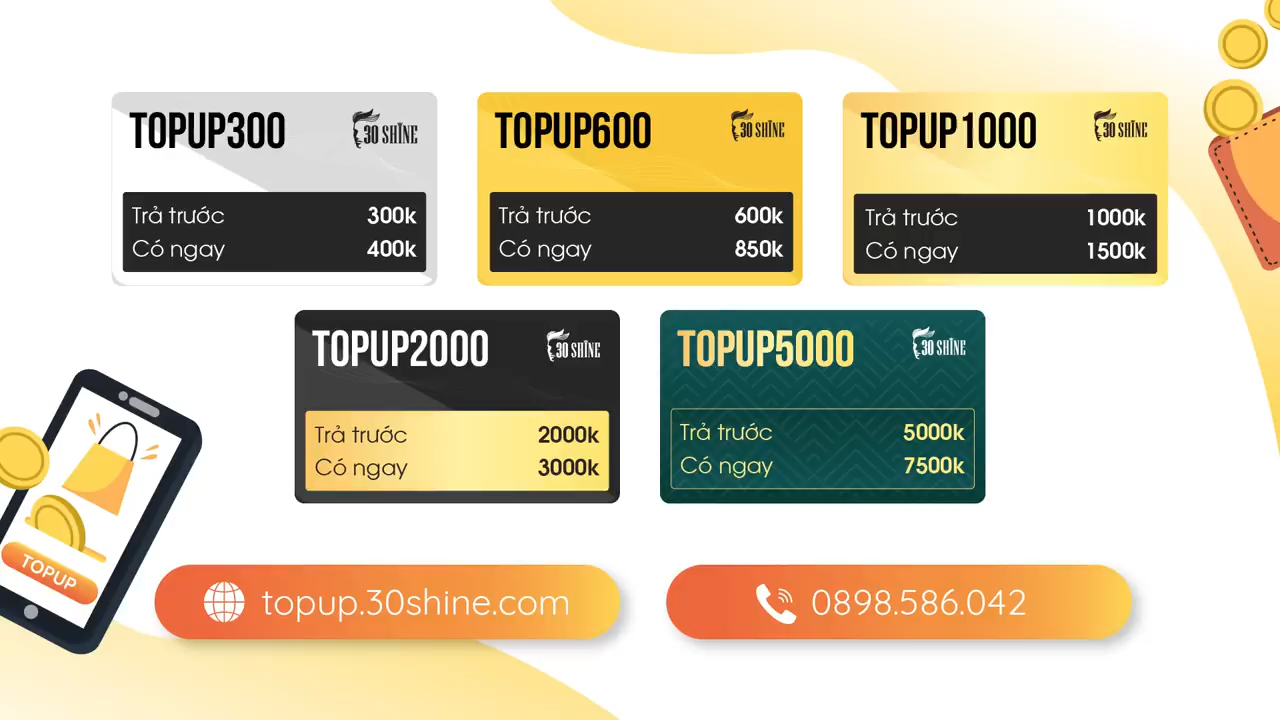 TOPUP300
30 SHINE
Trả trước 300k
Có ngay 400k
TOPUP600
30 SHINE
Trả trước 600k
Có ngay 850k
TOPUP1000
30 SHINE
Trả trước 1000k
Có ngay 1500k
TOPUP2000
30 SHINE
Trả trước 2000k
Có ngay 3000k
TOPUP5000
30 SHINE
Trả trước 5000k
Có ngay 7500k
TOPUP
topup.30shine.com
0898.586.042